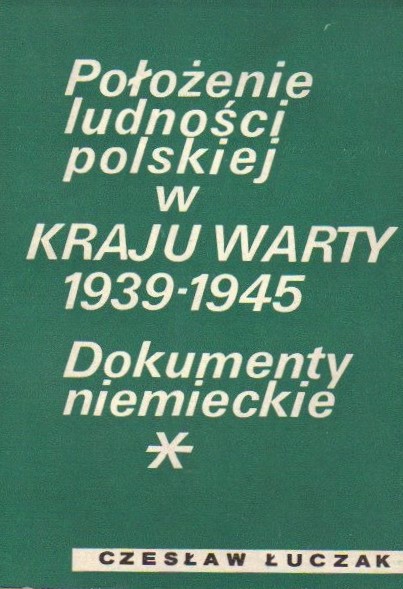 Położenie
ludności
polskiej
w
KRAJU WARTY
1939-1945
Dokumenty
niemieckie
CZESŁAW ŁUCZAK